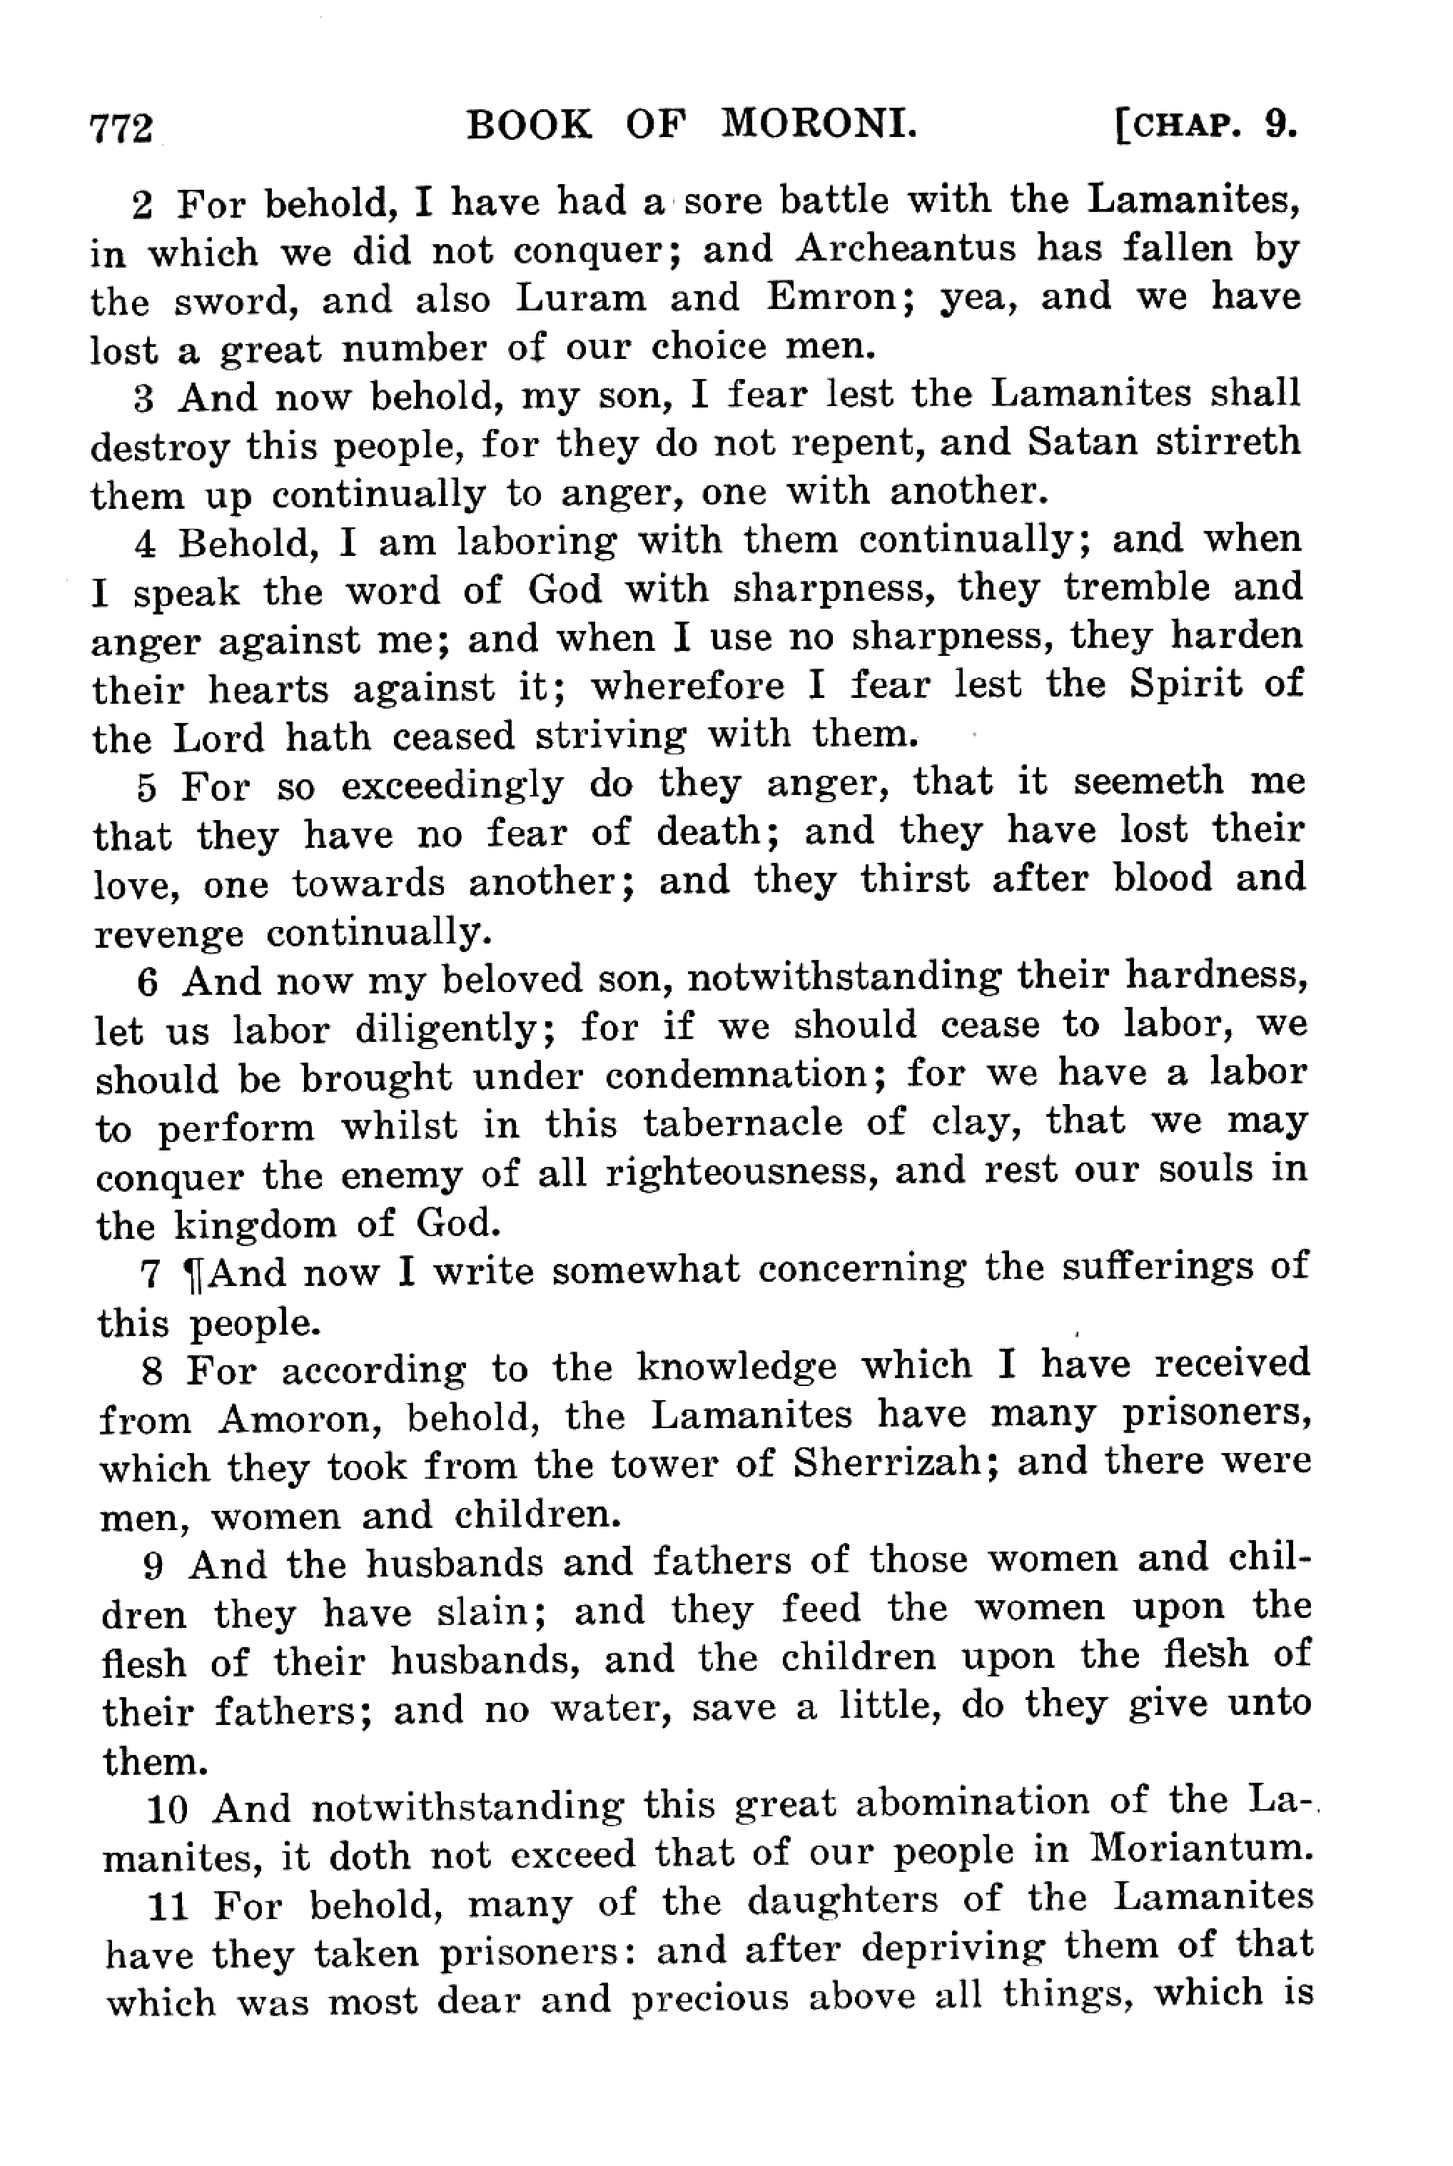 772 BOOK OF MORONI. [CHAP. 9.
2 For behold, I have had a sore battle with the Lamanites,
in which we did not conquer; and Archeantus has fallen by
the sword, and also Luram and Emron; yea, and we have
lost a great number of our choice men.
3 And now behold, my son, I fear lest the Lamanites shall
destroy this people, for they do not repent, and Satan stirreth
them up continually to anger, one with another.
4 Behold, I am laboring with them continually; and when
I speak the word of God with sharpness, they tremble and
anger against me; and when I use no sharpness, they harden
their hearts against it; wherefore I fear lest the Spirit of
the Lord hath ceased striving with them.
5 For so exceedingly do they anger, that it seemeth me
that they have no fear of death; and they have lost their
love, one towards another; and they thirst after blood and
revenge continually.
6 And now my beloved son, notwithstanding their hardness,
let us labor diligently; for if we should cease to labor, we
should be brought under condemnation; for we have a labor
to perform whilst in this tabernacle of clay, that we may
conquer the enemy of all righteousness, and rest our souls in
the kingdom of God.
7 ¶And now I write somewhat concerning the sufferings of
this people.
8 For according to the knowledge which I have received
from Amoron, behold, the Lamanites have many prisoners,
which they took from the tower of Sherrizah; and there were
men, women and children.
9 And the husbands and fathers of those women and chil-
dren they have slain; and they feed the women upon the
flesh of their husbands, and the children upon the flesh of
their fathers; and no water, save a little, do they give unto
them.
10 And notwithstanding this great abomination of the La-
manites, it doth not exceed that of our people in Moriantum.
11 For behold, many of the daughters of the Lamanites
have they taken prisoners: and after depriving them of that
which was most dear and precious above all things, which is